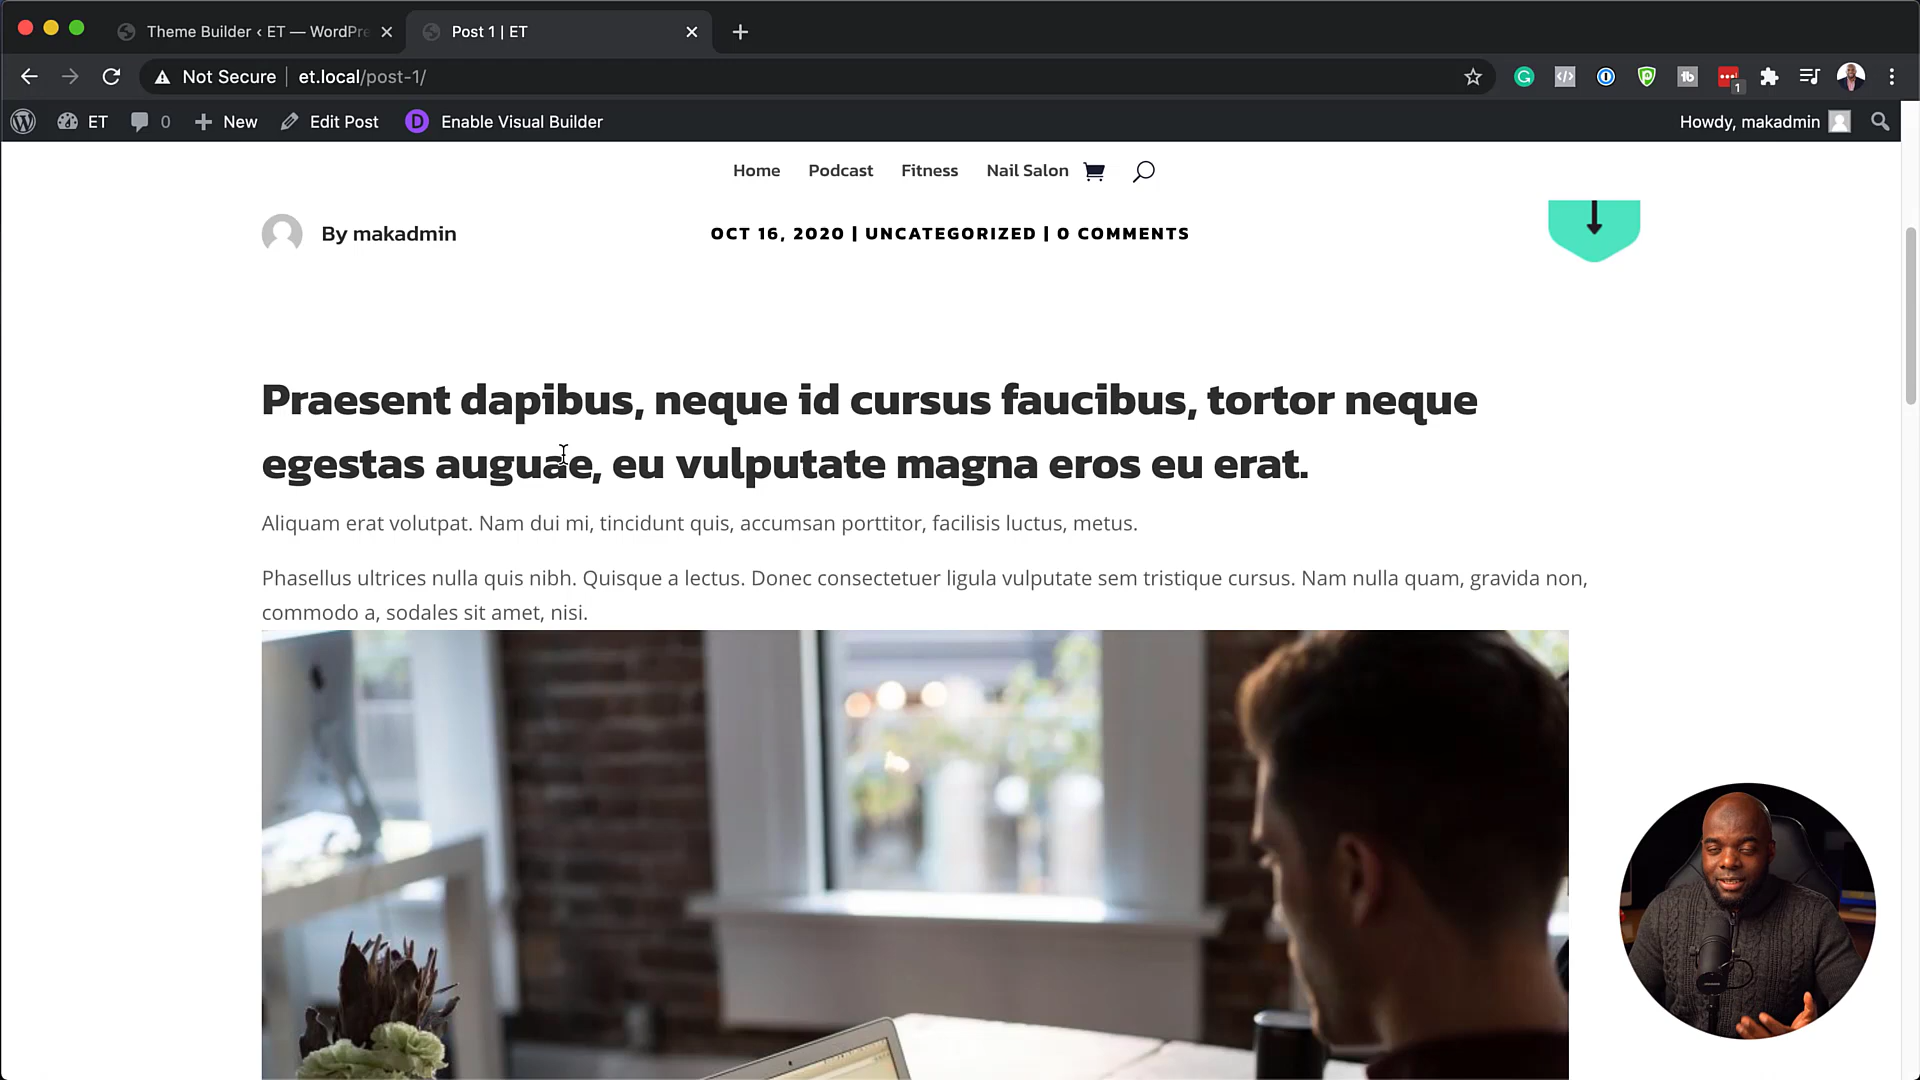 Theme Builder ‹ ET — WordPre
Post 1 | ET
Not Secure
et.local/post-1/
1
ET
0
New
Edit Post
D
Enable Visual Builder
Howdy, makadmin
Home
Podcast
Fitness
Nail Salon
By makadmin
OCT 16, 2020 | UNCATEGORIZED | 0 COMMENTS
Praesent dapibus, neque id cursus faucibus, tortor neque
egestas auguae, eu vulputate magna eros eu erat.
Aliquam erat volutpat. Nam dui mi, tincidunt quis, accumsan porttitor, facilisis luctus, metus.
Phasellus ultrices nulla quis nibh. Quisque a lectus. Donec consectetuer ligula vulputate sem tristique cursus. Nam nulla quam, gravida non,
commodo a, sodales sit amet, nisi.